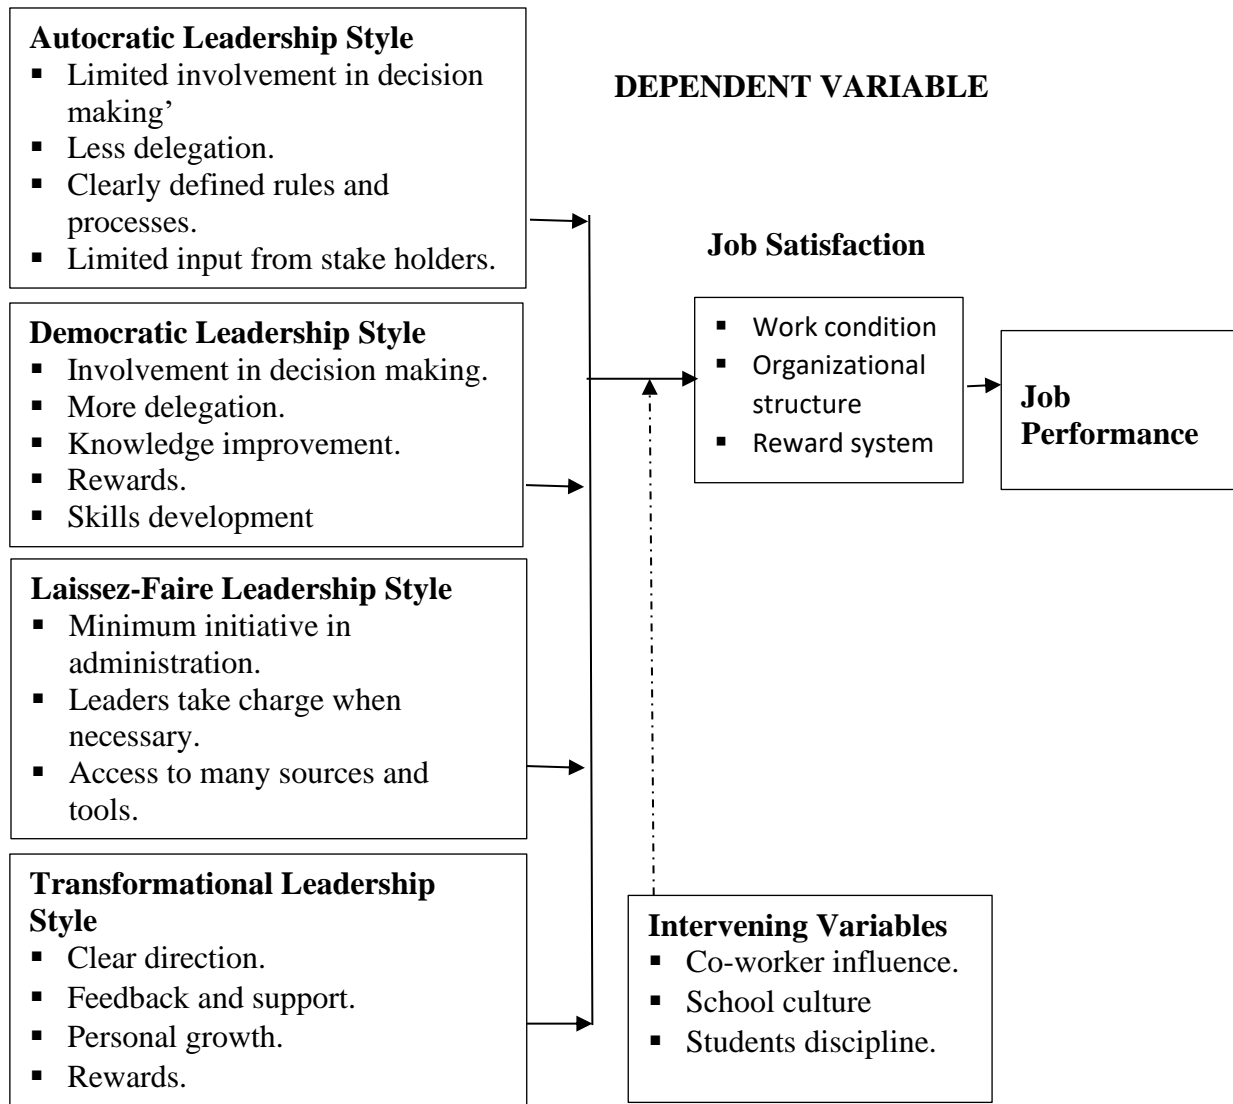 Autocratic Leadership Style
▪ Limited involvement in decision
making’
▪ Less delegation.
▪ Clearly defined rules and
processes.
▪ Limited input from stake holders.
DEPENDENT VARIABLE
Democratic Leadership Style
▪ Involvement in decision making.
▪ More delegation.
▪ Knowledge improvement.
▪ Rewards.
▪ Skills development
Job Satisfaction
▪ Work condition
▪ Organizational
structure
▪ Reward system
Job
Performance
Laissez-Faire Leadership Style
▪ Minimum initiative in
administration.
▪ Leaders take charge when
necessary.
▪ Access to many sources and
tools.
Transformational Leadership
Style
▪ Clear direction.
▪ Feedback and support.
▪ Personal growth.
▪ Rewards.
Intervening Variables
▪ Co-worker influence.
▪ School culture
▪ Students discipline.